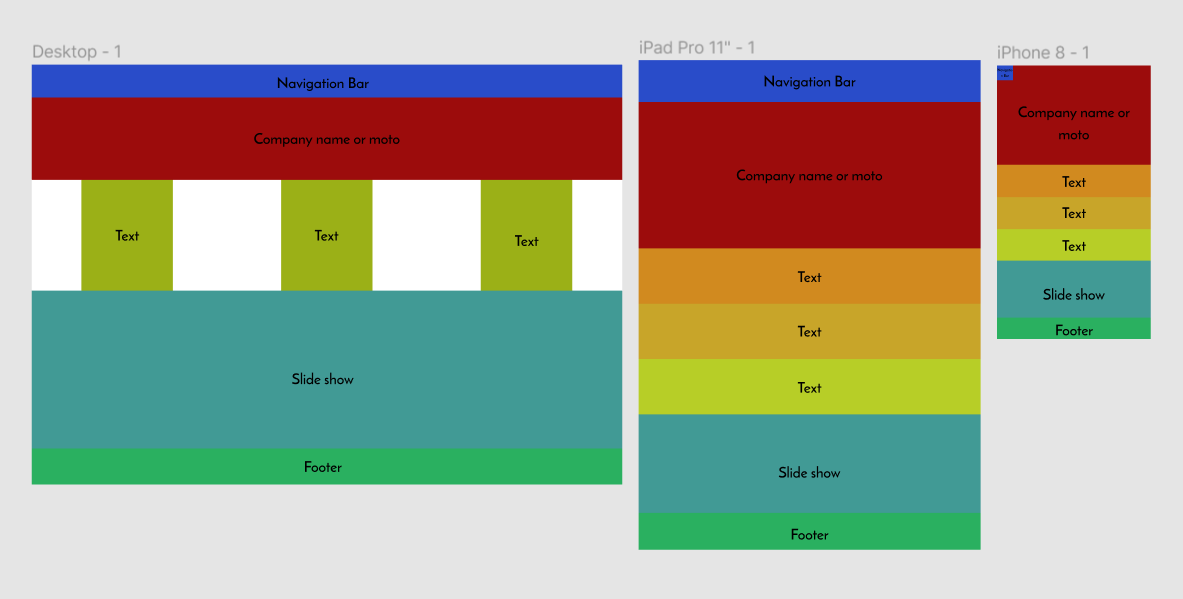 Desktop - 1
Navigation Bar
Company name or moto
Text
Text
Text
Slide show
Footer
iPad Pro 11" - 1
Navigation Bar
Company name or moto
Text
Text
Text
Slide show
Footer
iPhone 8 - 1
Company name or
moto
Text
Text
Text
Slide show
Footer